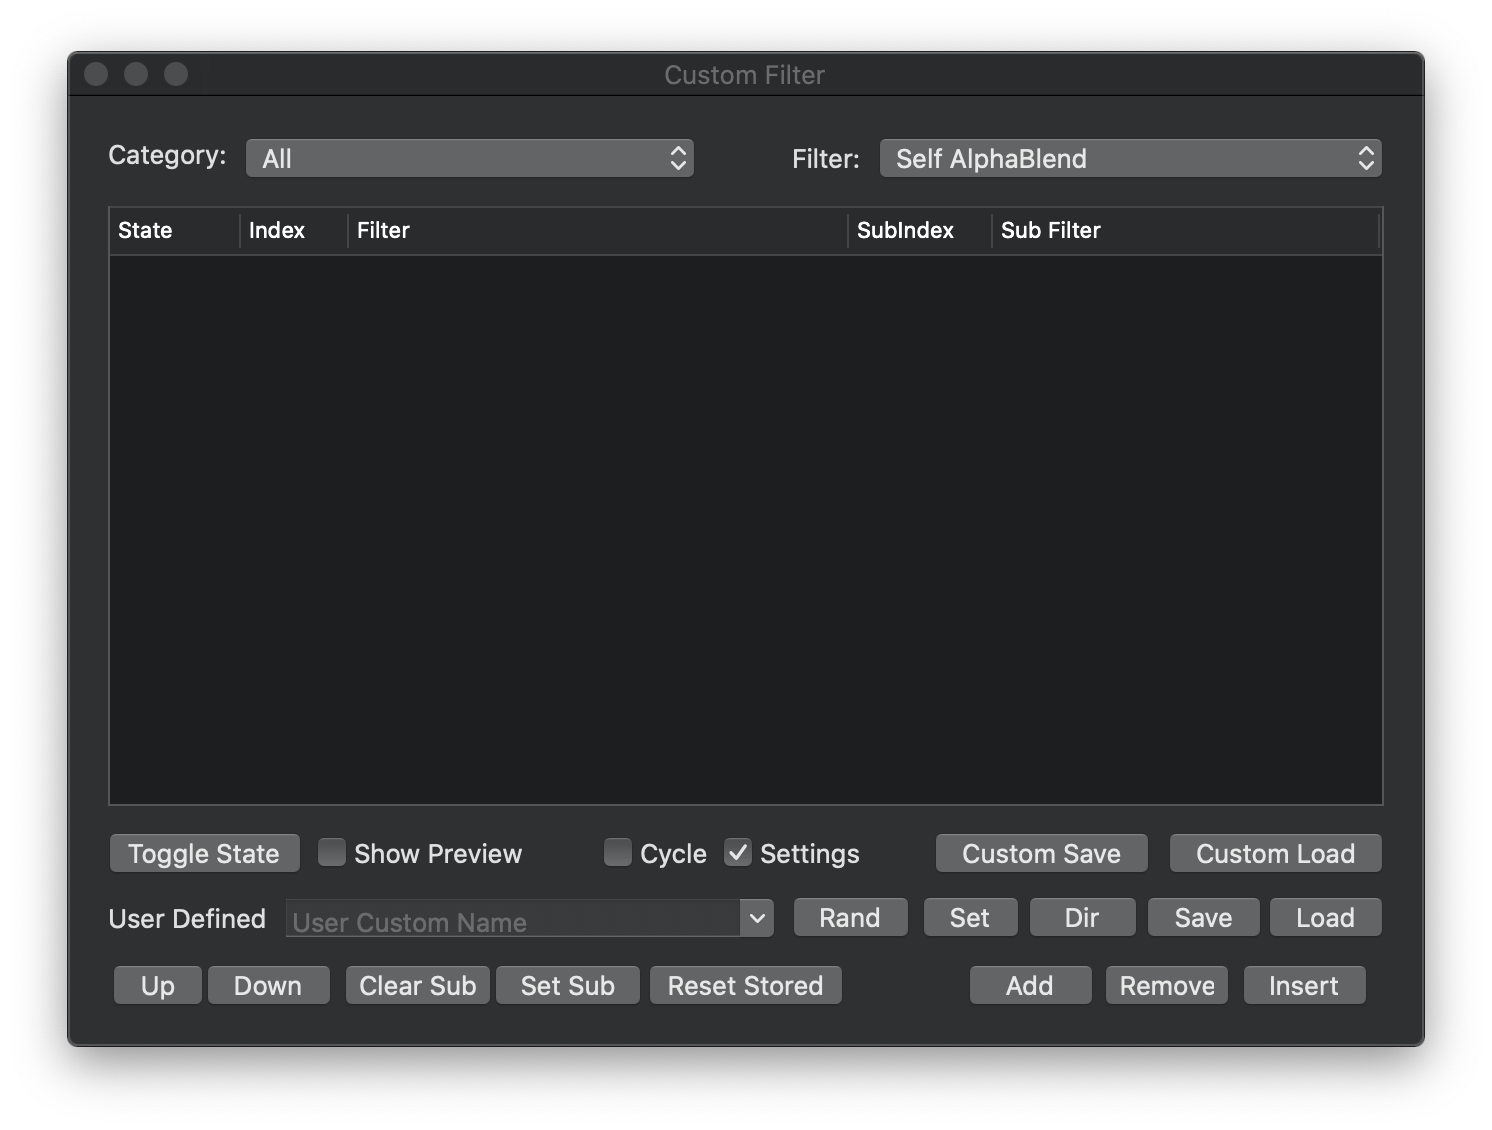 Custom Filter
Category: All Filter: Self AlphaBlend
State Index Filter SubIndex Sub Filter
Toggle State Show Preview Cycle Settings Custom Save Custom Load
User Defined User Custom Name Rand Set Dir Save Load
Up Down Clear Sub Set Sub Reset Stored Add Remove Insert